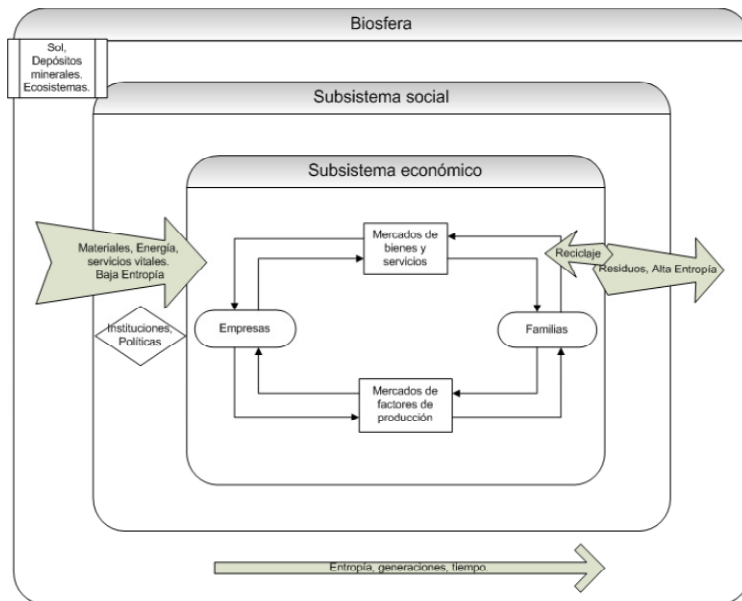 Biosfera
Sol,
Depósitos
minerales.
Ecosistemas.
Subsistema social
Subsistema económico
Materiales, Energía,
servicios vitales.
Baja Entropía
Mercados de
bienes y
servicios
Reciclaje
Residuos, Alta Entropía
Instituciones,
Políticas
Empresas
Familias
Mercados de
factores de
producción
Entropía, generaciones, tiempo.